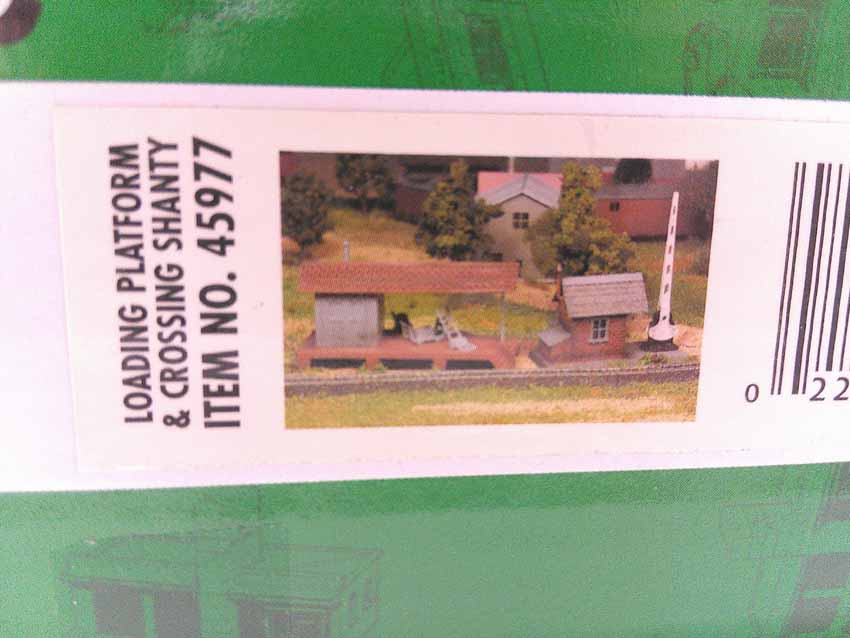 LOADING PLATFORM
& CROSSING SHANTY
ITEM NO. 45977
0 22